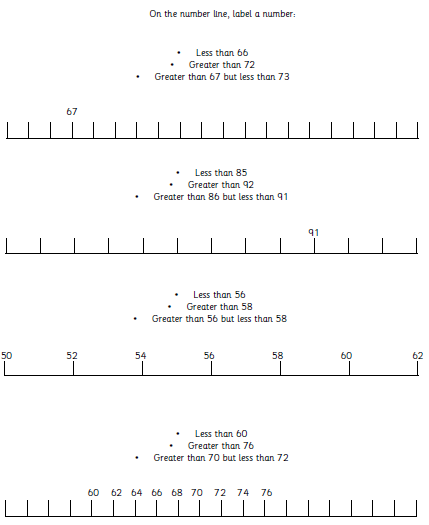 On the number line, label a number:
• Less than 66
• Greater than 72
• Greater than 67 but less than 73
67
• Less than 85
• Greater than 92
• Greater than 86 but less than 91
91
• Less than 56
• Greater than 58
• Greater than 56 but less than 58
50 52 54 56 58 60 62
• Less than 60
• Greater than 76
• Greater than 70 but less than 72
60 62 64 66 68 70 72 74 76